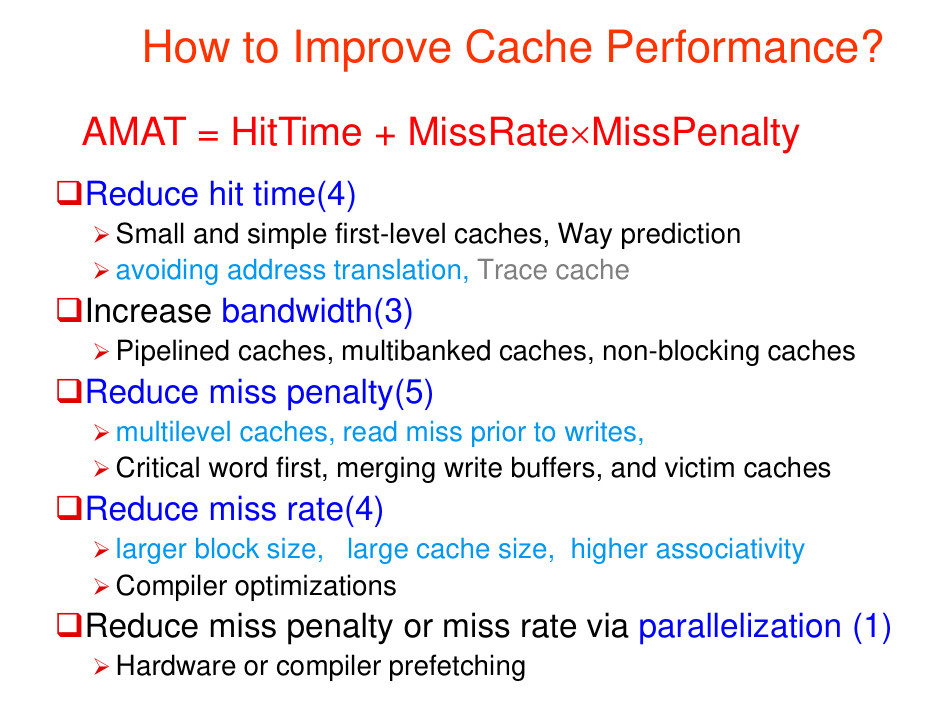 How to Improve Cache Performance?
AMAT = HitTime + MissRate×MissPenalty
❑Reduce hit time(4)
➢Small and simple first-level caches, Way prediction
➢avoiding address translation, Trace cache
❑Increase bandwidth(3)
➢Pipelined caches, multibanked caches, non-blocking caches
❑Reduce miss penalty(5)
➢multilevel caches, read miss prior to writes,
➢Critical word first, merging write buffers, and victim caches
❑Reduce miss rate(4)
➢larger block size, large cache size, higher associativity
➢Compiler optimizations
❑Reduce miss penalty or miss rate via parallelization (1)
➢Hardware or compiler prefetching